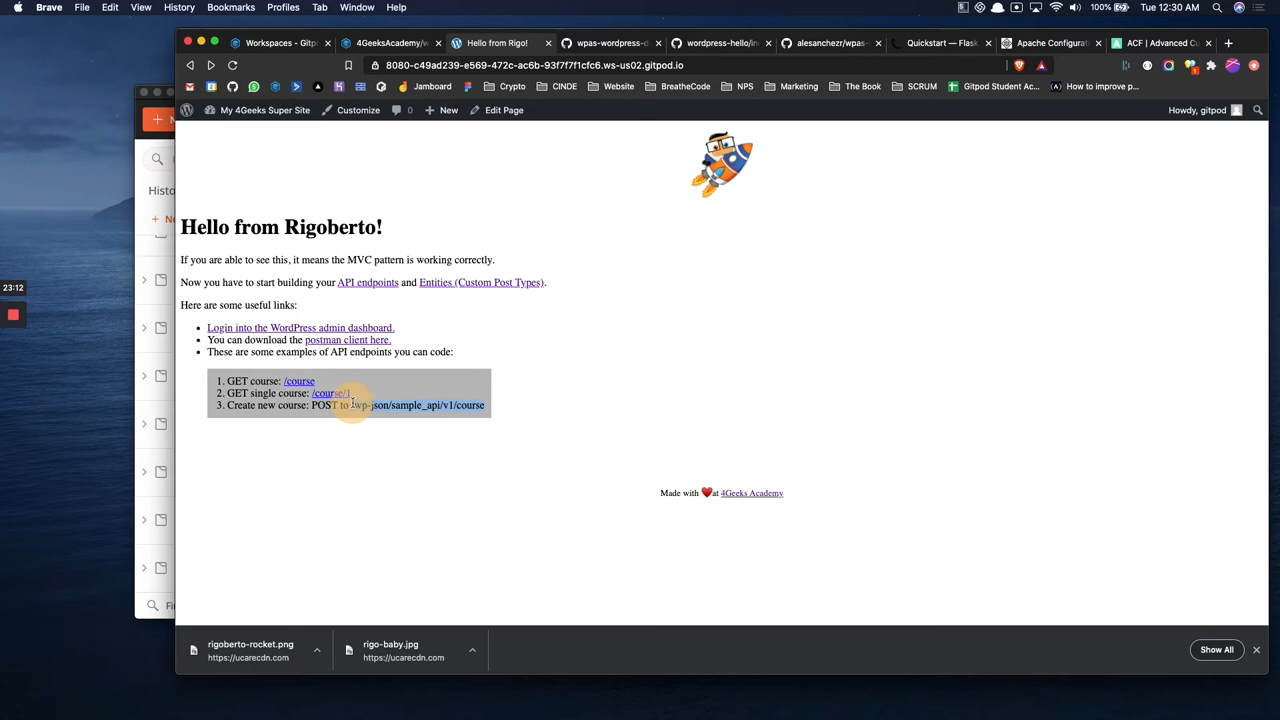 Brave File Edit View History Bookmarks Profiles Tab Window Help 100% Tue 12:30 AM
Workspaces - Gitpo
4GeeksAcademy/w
Hello from Rigo!
wpas-wordpress-d
wordpress-hello/in
alesanchezr/wpas-
Quickstart — Flask
Apache Configurat
ACF | Advanced Cu
8080-c49ad239-e569-472c-ac6b-93f7f7f1fcf6.ws-us02.gitpod.io
Jamboard Crypto CINDE Website BreatheCode NPS Marketing The Book SCRUM Gitpod Student Ac... How to improve p...
My 4Geeks Super Site Customize 0 New Edit Page Howdy, gitpod
N
Histo
Ne
23:12
Hello from Rigoberto!
If you are able to see this, it means the MVC pattern is working correctly.
Now you have to start building your API endpoints and Entities (Custom Post Types).
Here are some useful links:
Login into the WordPress admin dashboard.
You can download the postman client here.
These are some examples of API endpoints you can code:
1. GET course: /course
2. GET single course: /course/1
3. Create new course: POST to /wp-json/sample_api/v1/course
Made with ❤️at 4Geeks Academy
Fi
rigoberto-rocket.png
https://ucarecdn.com
rigo-baby.jpg
https://ucarecdn.com
Show All